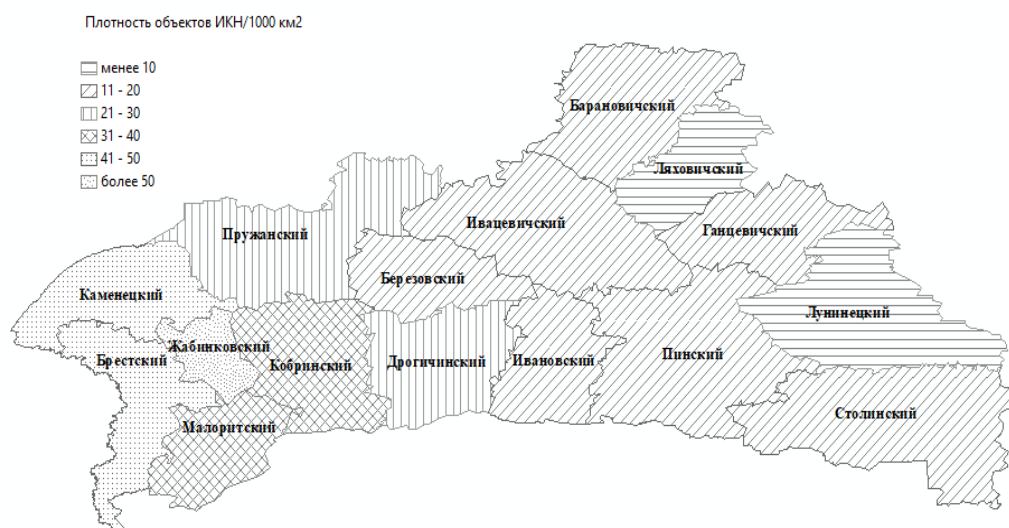 Плотность объектов ИКН/1000 км2
менее 10
11 - 20
21 - 30
31 - 40
41 - 50
более 50
Барановичский
Ляховичский
Ивацевичский
Ганцевичский
Пружанский
Березовский
Каменецкий
Лунинецкий
Жабинковский
Брестский
Кобринский
Дрогичинский
Ивановский
Пинский
Малоритский
Столинский